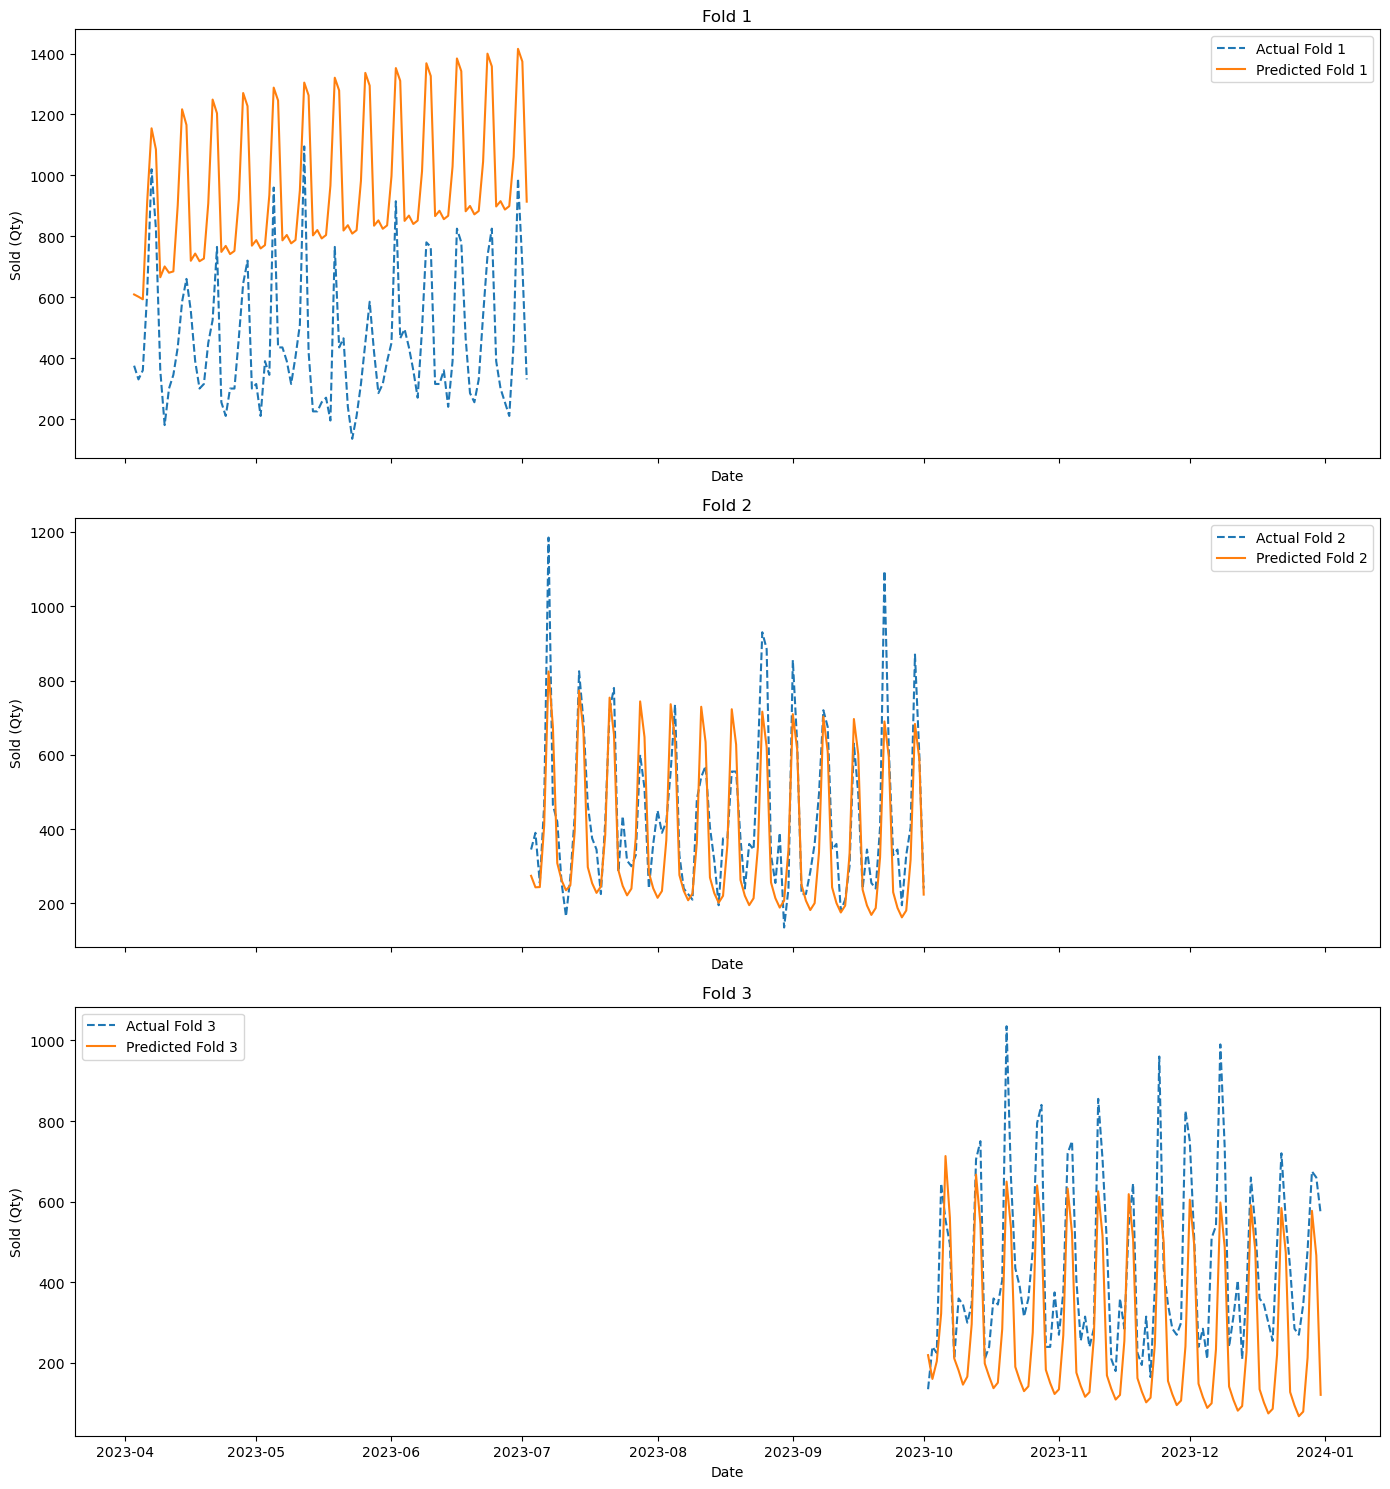 Fold 1
Actual Fold 1
Predicted Fold 1
1400
1200
1000
800
600
400
200
Sold (Qty)
Date
Fold 2
Actual Fold 2
Predicted Fold 2
1200
1000
800
600
400
200
Sold (Qty)
Date
Fold 3
Actual Fold 3
Predicted Fold 3
1000
800
600
400
200
Sold (Qty)
2023-04 2023-05 2023-06 2023-07 2023-08 2023-09 2023-10 2023-11 2023-12 2024-01
Date